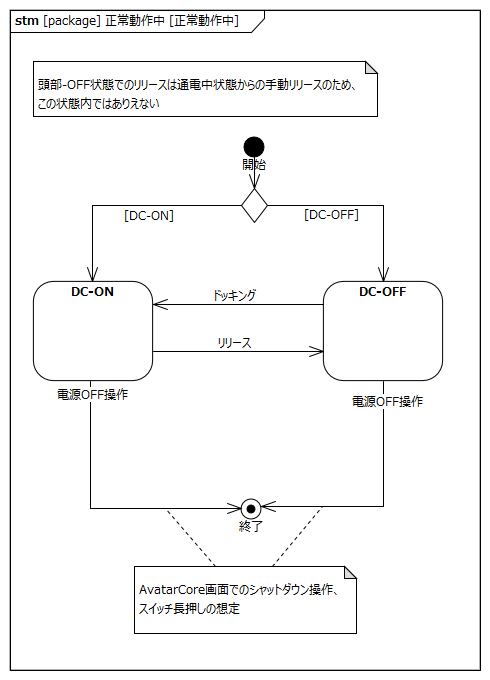 stm [package] 正常動作中 [正常動作中]
頭部-OFF状態でのリリースは通電中状態からの手動リリースのため、
この状態内ではありえない
開始
[DC-ON]
[DC-OFF]
DC-ON
DC-OFF
ドッキング
リリース
電源OFF操作
電源OFF操作
終了
AvatarCore画面でのシャットダウン操作、
スイッチ長押しの想定